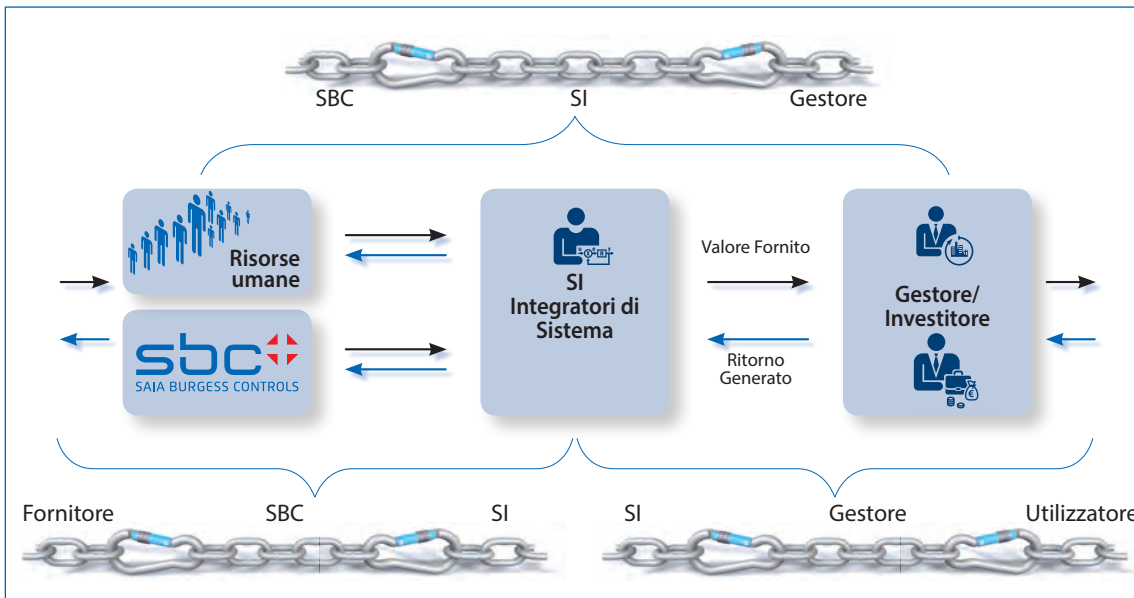 SBC SI Gestore
Risorse
umane
sbc
SAIA BURGESS CONTROLS
SI
Integratori di
Sistema
Valore Fornito
Ritorno
Generato
Gestore/
Investitore
Fornitore SBC SI
SI Gestore Utilizzatore